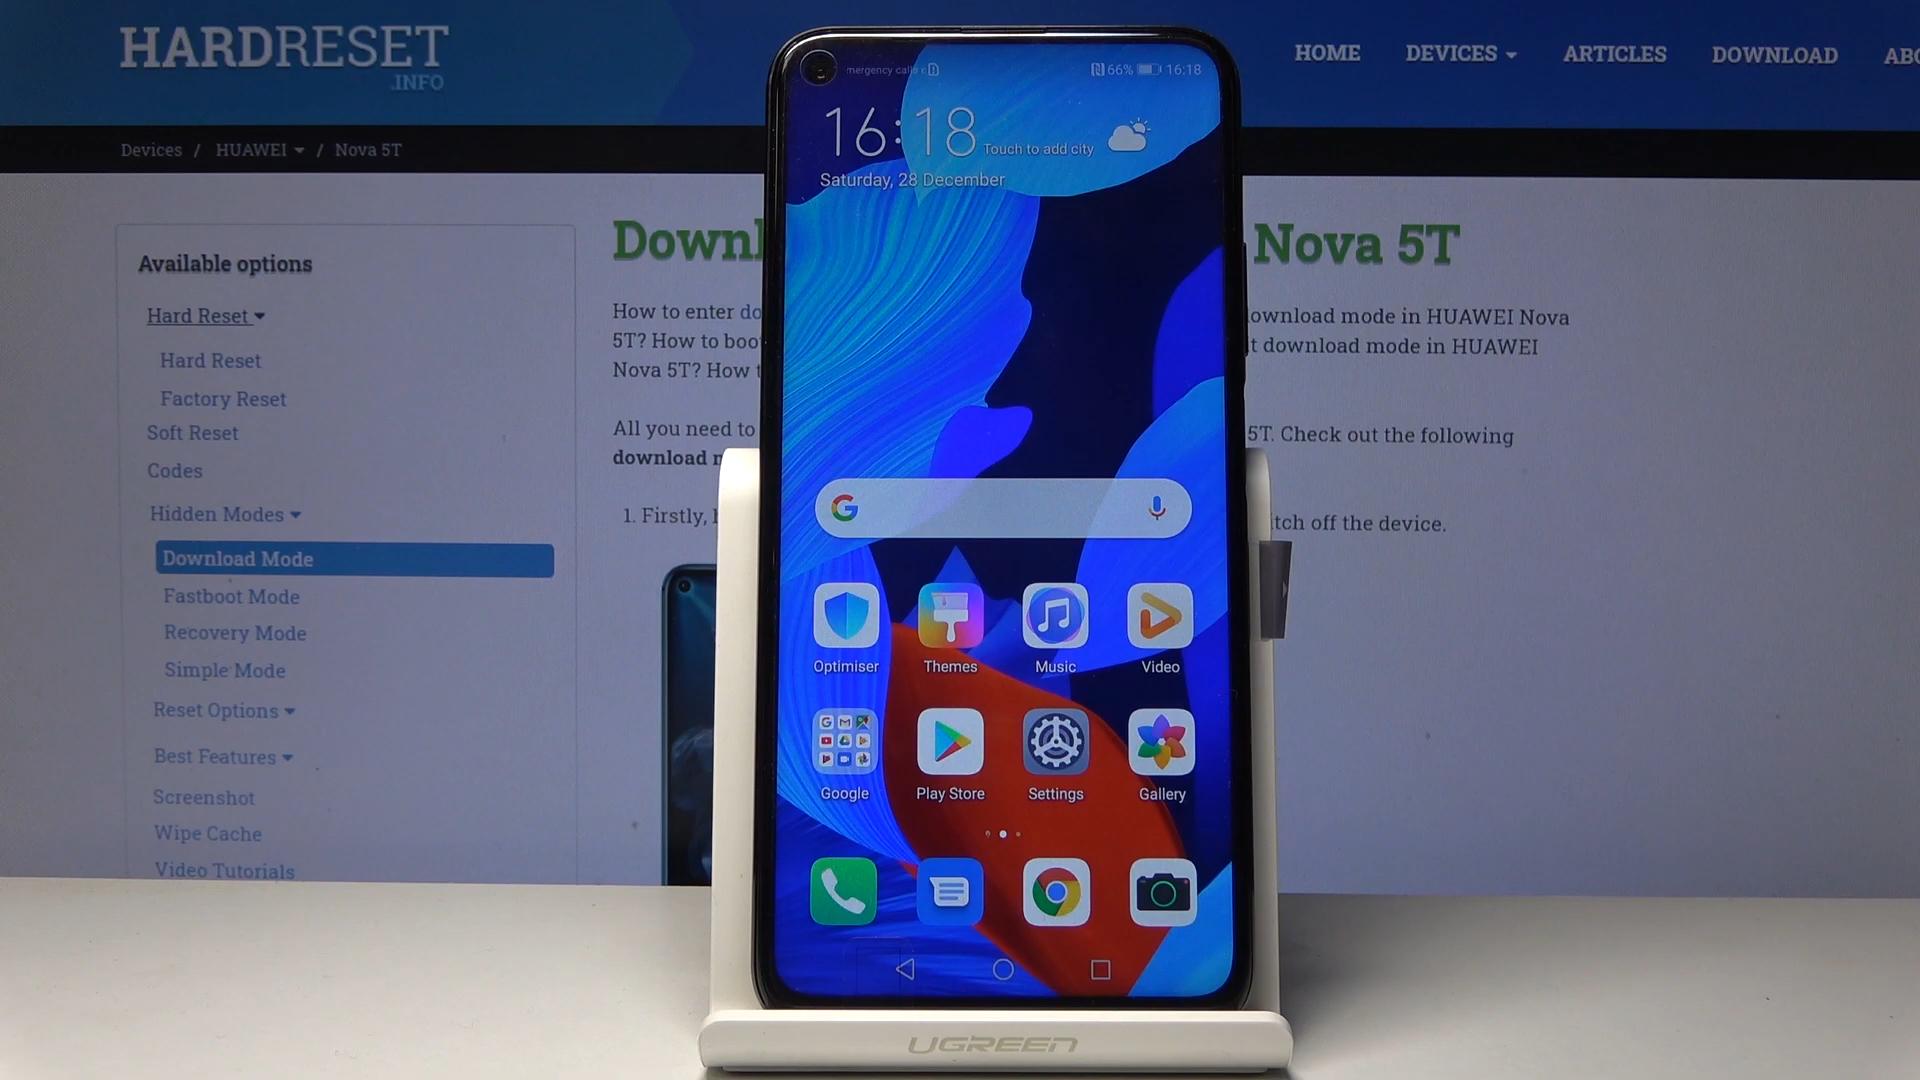 HARDRESET
.INFO
HOME DEVICES ARTICLES DOWNLOAD
Devices / HUAWEI / Nova 5T
Available options
Hard Reset
Hard Reset
Factory Reset
Soft Reset
Codes
Hidden Modes
Download Mode
Fastboot Mode
Recovery Mode
Simple Mode
Reset Options
Best Features
Screenshot
Wipe Cache
Video Tutorials
Nova 5T
How to enter
5T? How to
Nova 5T? How
download mode in HUAWEI Nova
download mode in HUAWEI
All you need to
download
5T. Check out the following
1. Firstly,
off the device.
66% 16:18
16:18
Touch to add city
Saturday, 28 December
Optimiser Themes Music Video
Google Play Store Settings Gallery
UGREEN